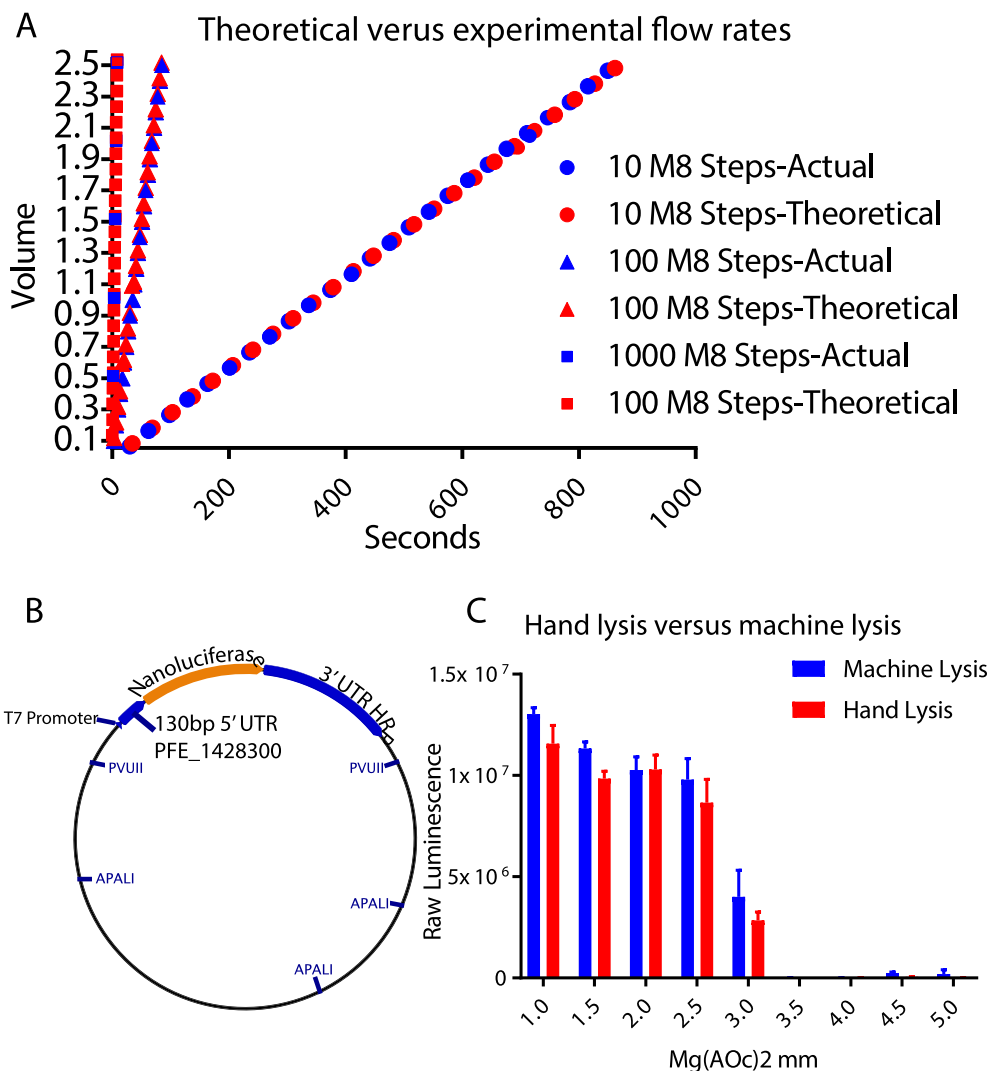 A
Theoretical verus experimental flow rates
Volume
2.5
2.3
2.1
1.9
1.7
1.5
1.3
1.1
0.9
0.7
0.5
0.3
0.1
0
200
400
600
800
1000
Seconds
10 M8 Steps-Actual
10 M8 Steps-Theoretical
100 M8 Steps-Actual
100 M8 Steps-Theoretical
1000 M8 Steps-Actual
100 M8 Steps-Theoretical
B
Nanoluciferase
3' UTR HRP
T7 Promoter
130bp 5' UTR
PFE_1428300
PVUII
PVUII
APALI
APALI
APALI
C
Hand lysis versus machine lysis
Raw Luminescence
1.5x 10^7
1x 10^7
5x 10^6
0
Machine Lysis
Hand Lysis
1.0
1.5
2.0
2.5
3.0
3.5
4.0
4.5
5.0
Mg(AOc)2 mm